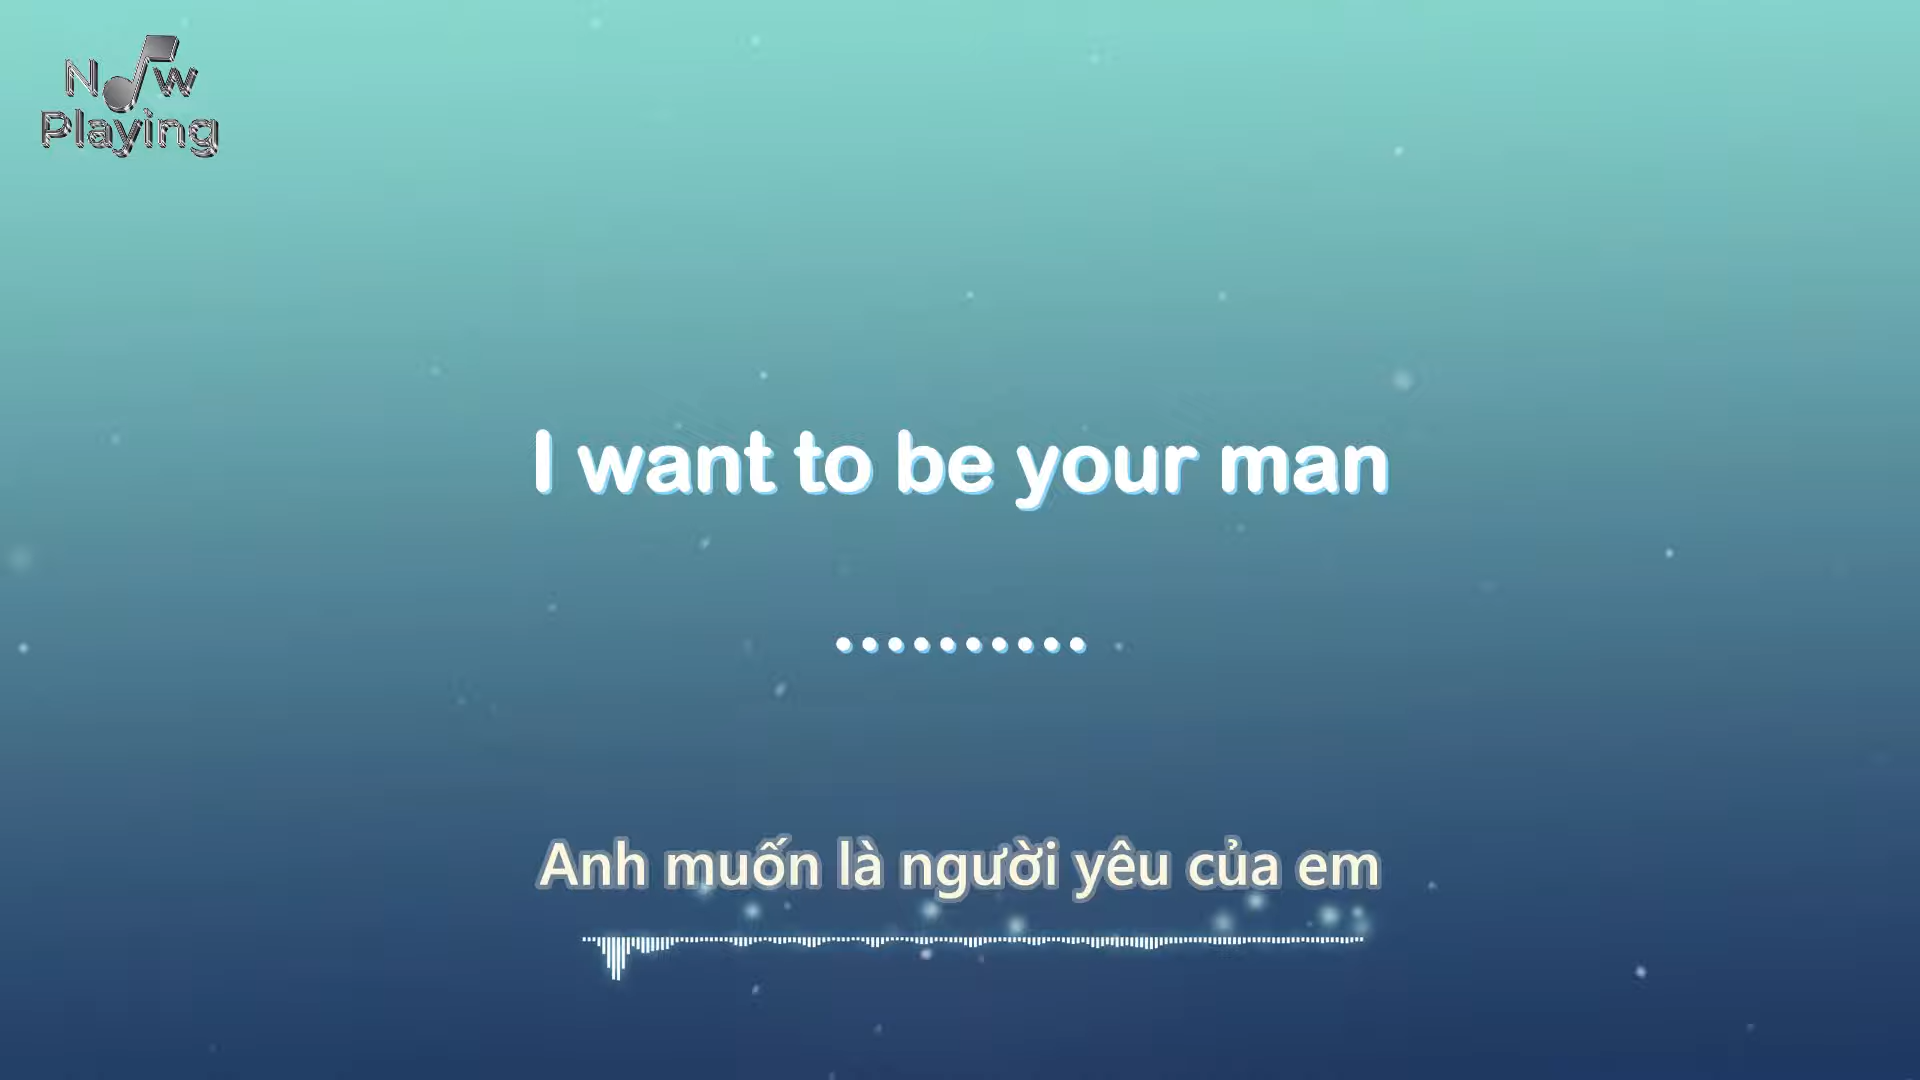 Now
Playing
I want to be your man
..........
Anh muốn là người yêu của em